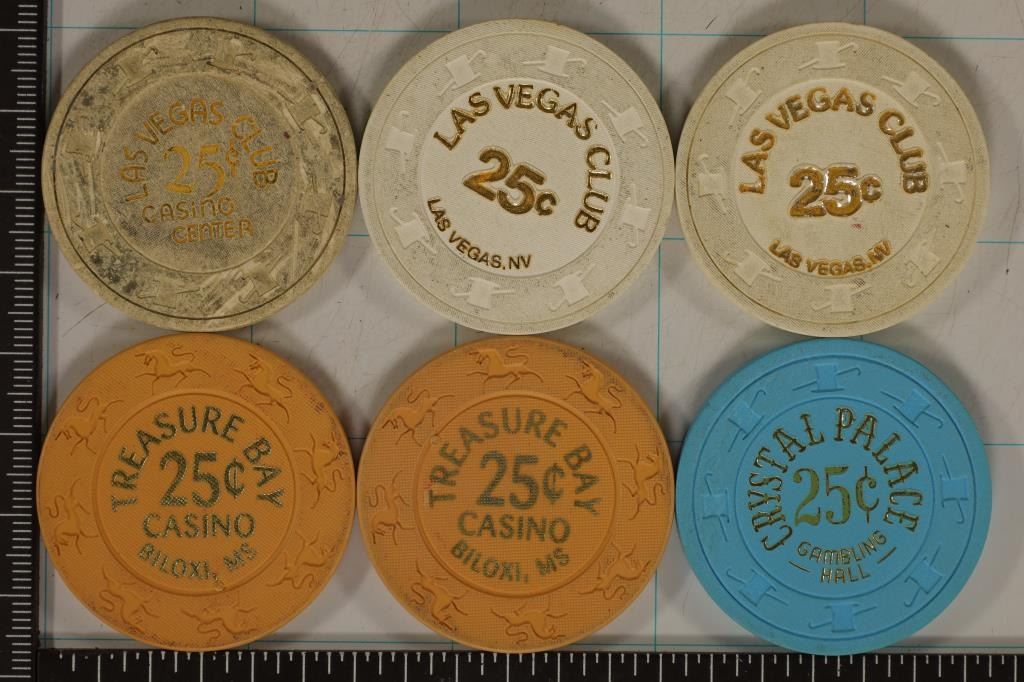 LAS VEGAS CLUB
25¢
CASINO
CENTER
LAS VEGAS CLUB
25¢
LAS VEGAS, NV
LAS VEGAS CLUB
25¢
LAS VEGAS, NV
TREASURE BAY
25¢
CASINO
BILOXI, MS
TREASURE BAY
25¢
CASINO
BILOXI, MS
CRYSTAL PALACE
25¢
GAMBLING
HALL